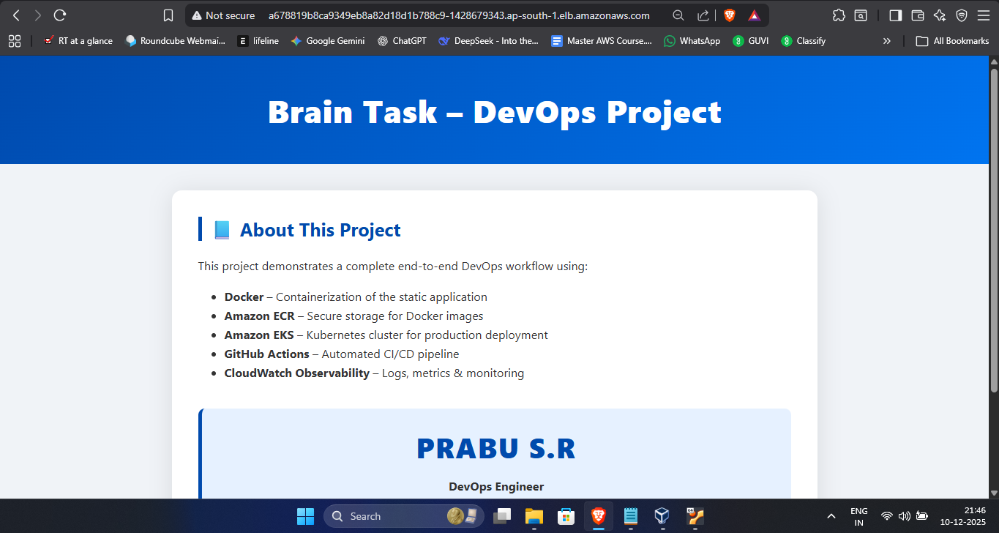 Not secure a678819b8ca9349eb8a82d18d1b788c9-1428679343.ap-south-1.elb.amazonaws.com
RT at a glance Roundcube Webmai... E lifeline Google Gemini ChatGPT DeepSeek - Into the... Master AWS Course.... WhatsApp GUVI Classify » All Bookmarks
Brain Task – DevOps Project
About This Project
This project demonstrates a complete end-to-end DevOps workflow using:
• Docker – Containerization of the static application
• Amazon ECR – Secure storage for Docker images
• Amazon EKS – Kubernetes cluster for production deployment
• GitHub Actions – Automated CI/CD pipeline
• CloudWatch Observability – Logs, metrics & monitoring
PRABU S.R
DevOps Engineer
Search
ENG
IN
21:46
10-12-2025